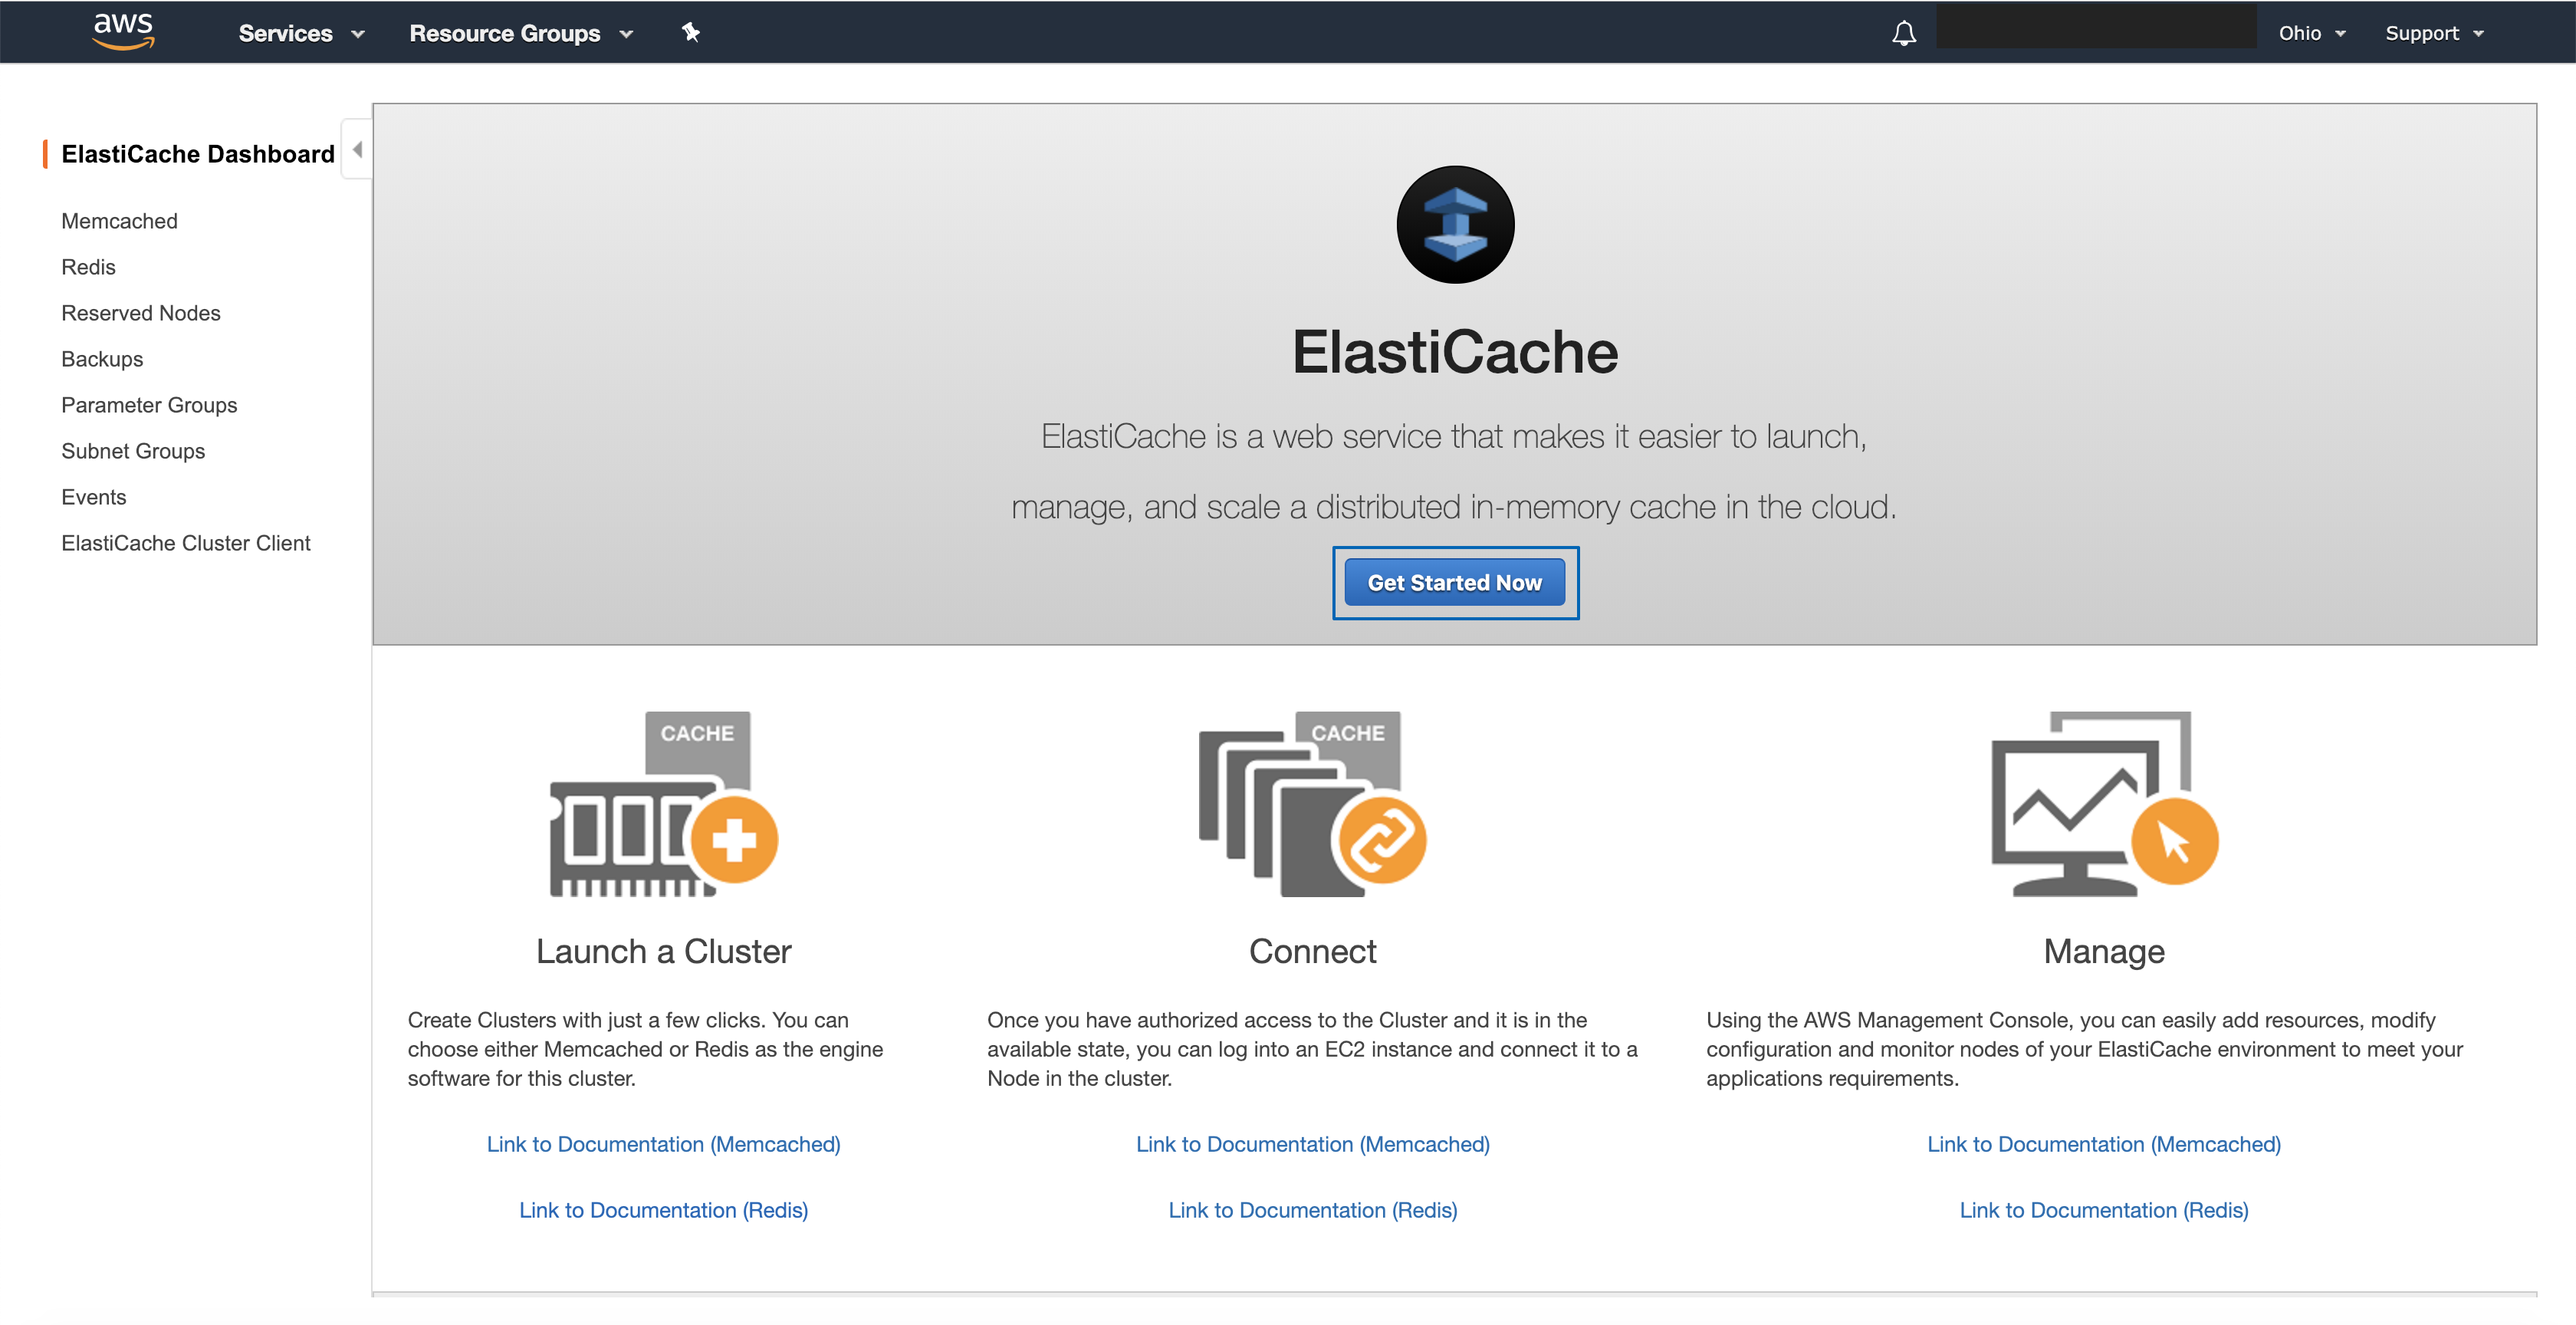 aws
Services
Resource Groups
Ohio
Support
ElastiCache Dashboard
Memcached
Redis
Reserved Nodes
Backups
Parameter Groups
Subnet Groups
Events
ElastiCache Cluster Client
ElastiCache
ElastiCache is a web service that makes it easier to launch,
manage, and scale a distributed in-memory cache in the cloud.
Get Started Now
CACHE
Launch a Cluster
Create Clusters with just a few clicks. You can
choose either Memcached or Redis as the engine
software for this cluster.
Link to Documentation (Memcached)
Link to Documentation (Redis)
CACHE
Connect
Once you have authorized access to the Cluster and it is in the
available state, you can log into an EC2 instance and connect it to a
Node in the cluster.
Link to Documentation (Memcached)
Link to Documentation (Redis)
Manage
Using the AWS Management Console, you can easily add resources, modify
configuration and monitor nodes of your ElastiCache environment to meet your
applications requirements.
Link to Documentation (Memcached)
Link to Documentation (Redis)